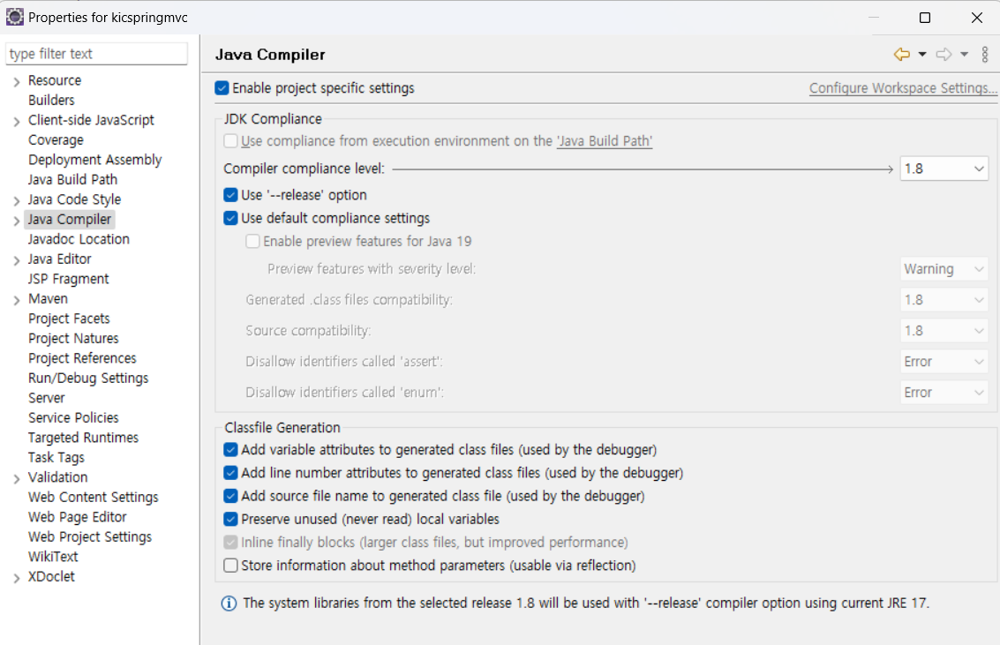 Properties for kicspringmvc
type filter text
Resource
Builders
Client-side JavaScript
Coverage
Deployment Assembly
Java Build Path
Java Code Style
Java Compiler
Javadoc Location
Java Editor
JSP Fragment
Maven
Project Facets
Project Natures
Project References
Run/Debug Settings
Server
Service Policies
Targeted Runtimes
Task Tags
Validation
Web Content Settings
Web Page Editor
Web Project Settings
WikiText
XDoclet
Java Compiler
Enable project specific settings
Configure Workspace Settings...
JDK Compliance
Use compliance from execution environment on the 'Java Build Path'
Compiler compliance level: 1.8
Use '--release' option
Use default compliance settings
Enable preview features for Java 19
Preview features with severity level: Warning
Generated .class files compatibility: 1.8
Source compatibility: 1.8
Disallow identifiers called 'assert': Error
Disallow identifiers called 'enum': Error
Classfile Generation
Add variable attributes to generated class files (used by the debugger)
Add line number attributes to generated class files (used by the debugger)
Add source file name to generated class file (used by the debugger)
Preserve unused (never read) local variables
Inline finally blocks (larger class files, but improved performance)
Store information about method parameters (usable via reflection)
The system libraries from the selected release 1.8 will be used with '--release' compiler option using current JRE 17.